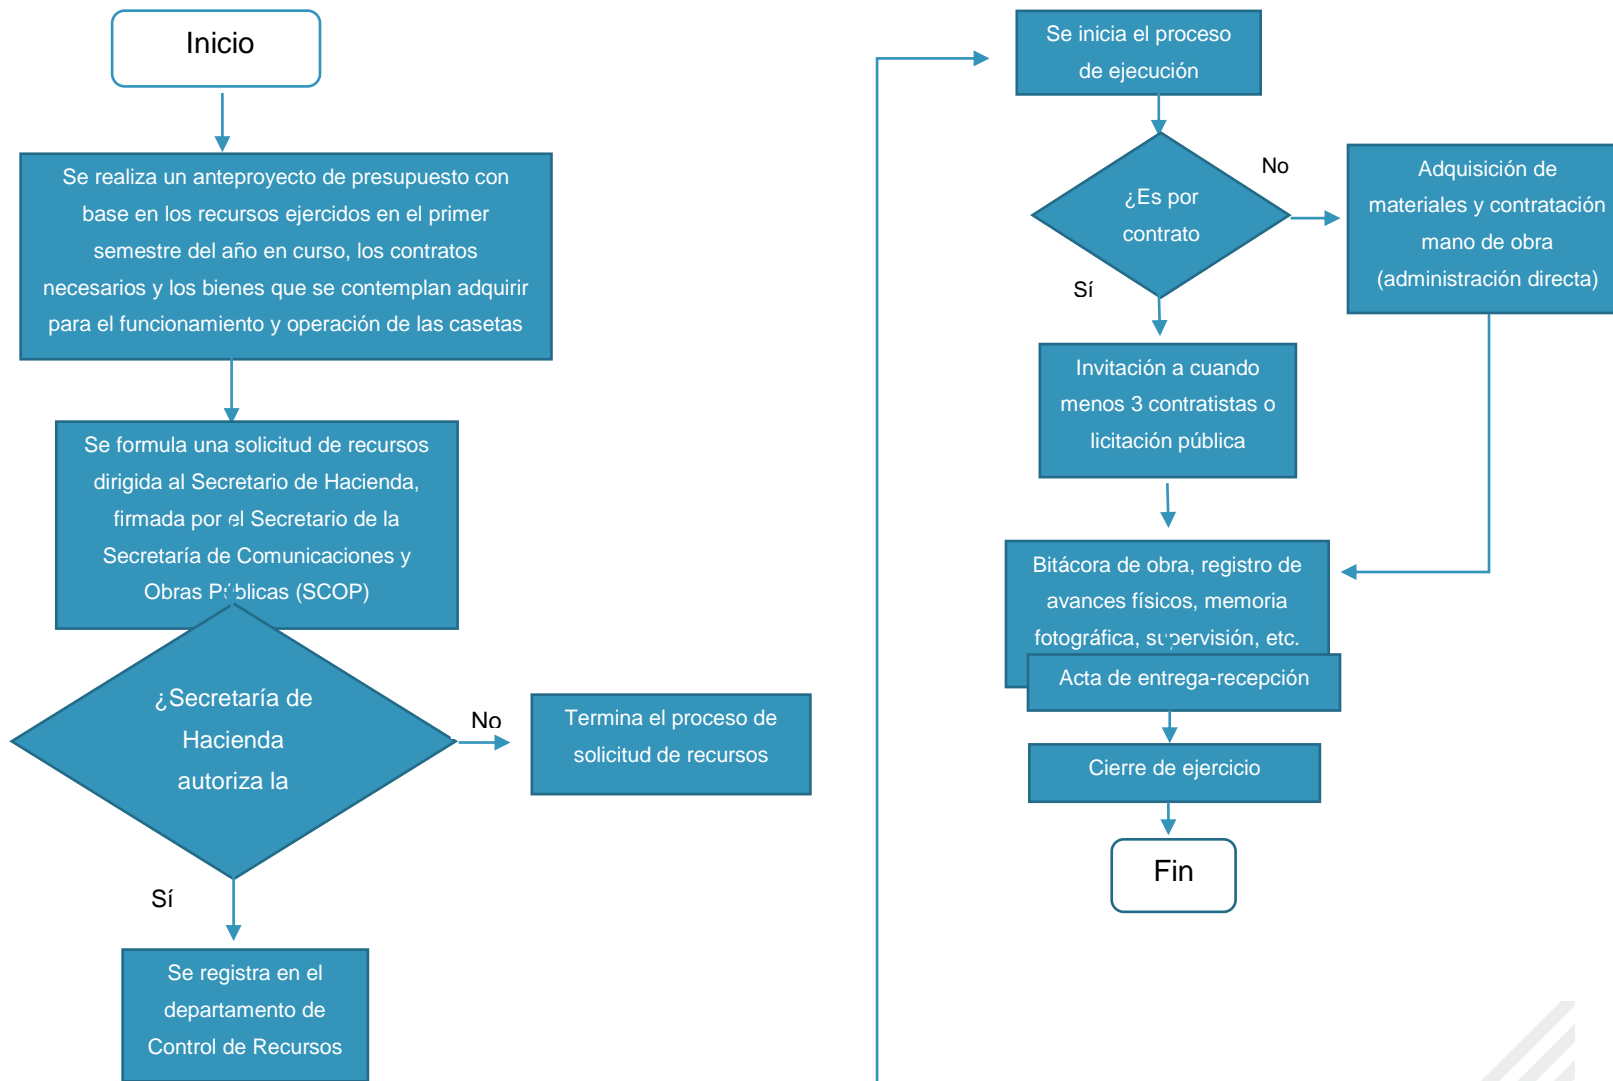 Inicio
Se realiza un anteproyecto de presupuesto con
base en los recursos ejercidos en el primer
semestre del año en curso, los contratos
necesarios y los bienes que se contemplan adquirir
para el funcionamiento y operación de las casetas
Se formula una solicitud de recursos
dirigida al Secretario de Hacienda,
firmada por el Secretario de la
Secretaría de Comunicaciones y
Obras Públicas (SCOP)
¿Secretaría de
Hacienda
autoriza la
No
Termina el proceso de
solicitud de recursos
Sí
Se registra en el
departamento de
Control de Recursos
Se inicia el proceso
de ejecución
¿Es por
contrato
No
Adquisición de
materiales y contratación
mano de obra
(administración directa)
Sí
Invitación a cuando
menos 3 contratistas o
licitación pública
Bitácora de obra, registro de
avances físicos, memoria
fotográfica, supervisión, etc.
Acta de entrega-recepción
Cierre de ejercicio
Fin